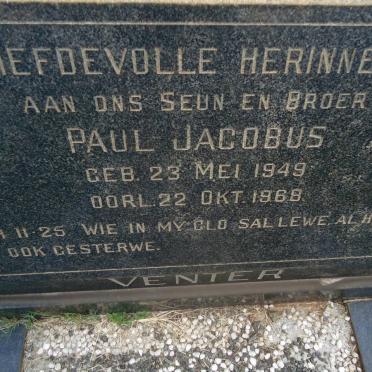 IEFDEVOLLE HERINNE
AAN ONS SEUN EN BROER
PAUL JACOBUS
GEB. 23 MEI 1949
OORL. 22 OKT. 1968
H 11-25 WIE IN MY GLO SAL LEWE, AL H
OOK GESTERWE.
VENTER